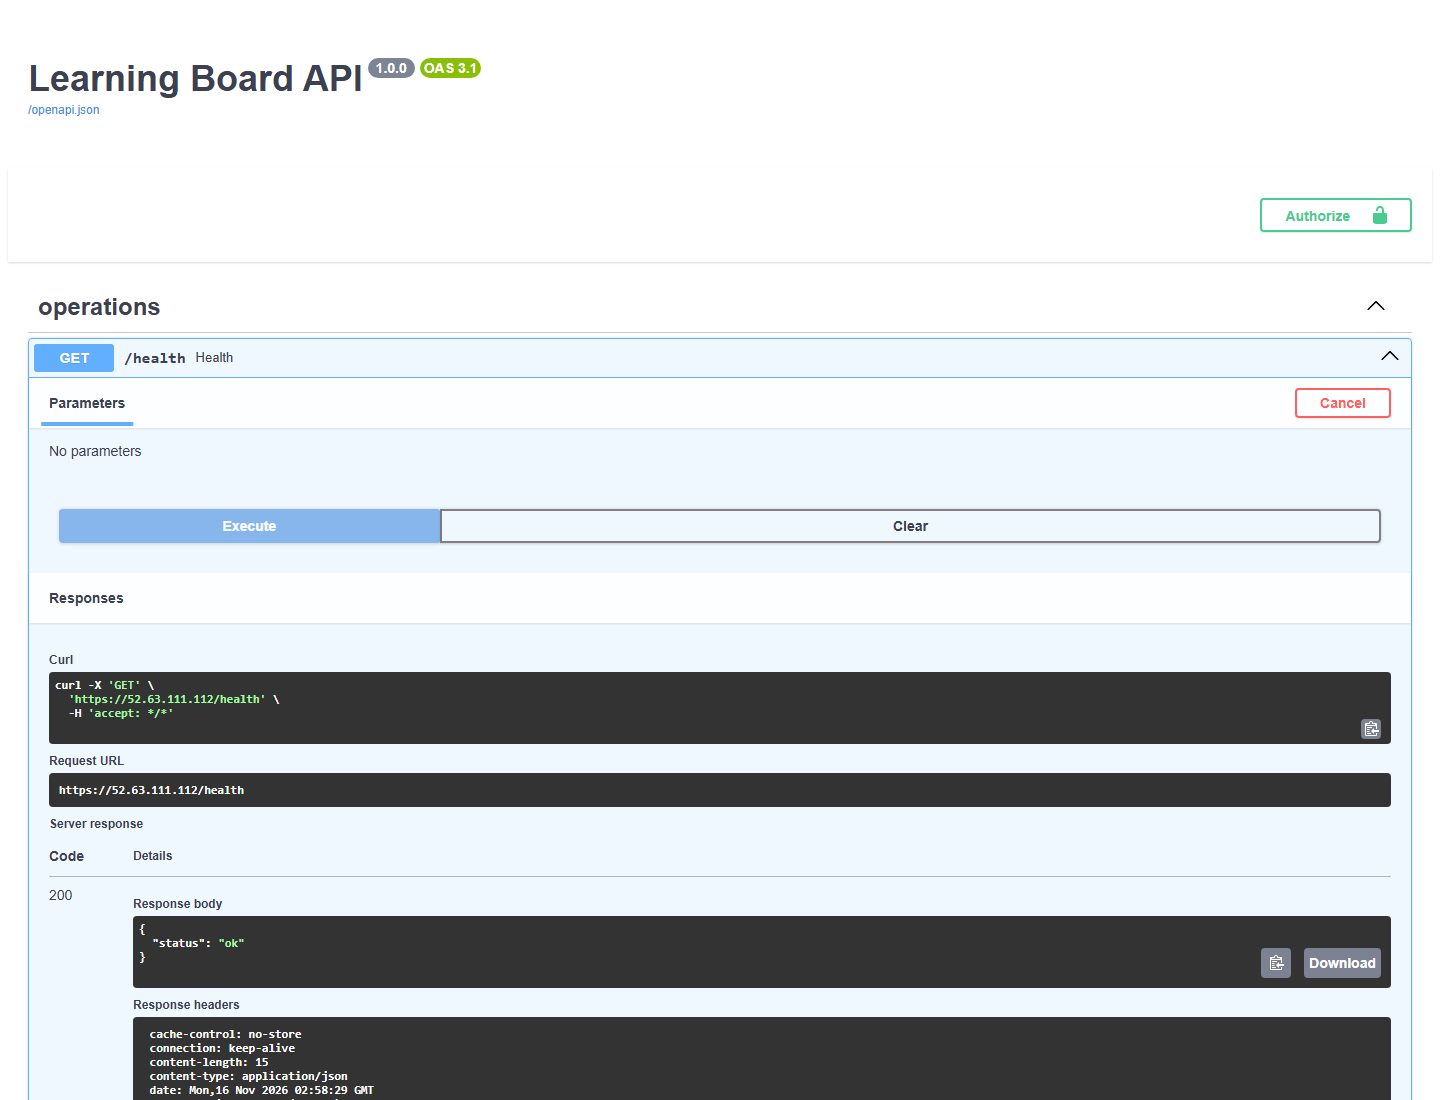 Learning Board API 1.0.0 OAS 3.1
/openapi.json
Authorize
operations
GET /health Health
Parameters Cancel
No parameters
Execute Clear
Responses
Curl
curl -X 'GET' \
'https://52.63.111.112/health' \
-H 'accept: */*'
Request URL
https://52.63.111.112/health
Server response
Code Details
200
Response body
{
"status": "ok"
}
Download
Response headers
cache-control: no-store
connection: keep-alive
content-length: 15
content-type: application/json
date: Mon,16 Nov 2026 02:58:29 GMT